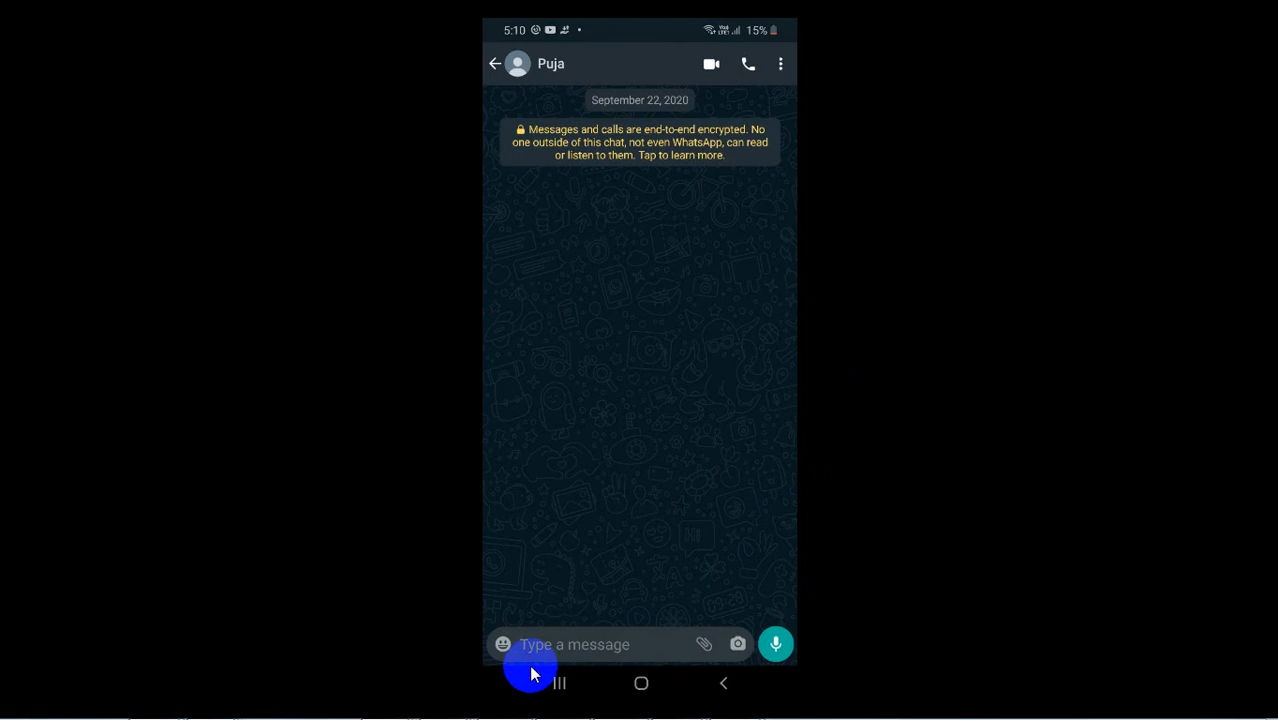 5:10 15%
Puja
September 22, 2020
Messages and calls are end-to-end encrypted. No
one outside of this chat, not even WhatsApp, can read
or listen to them. Tap to learn more.
Type a message